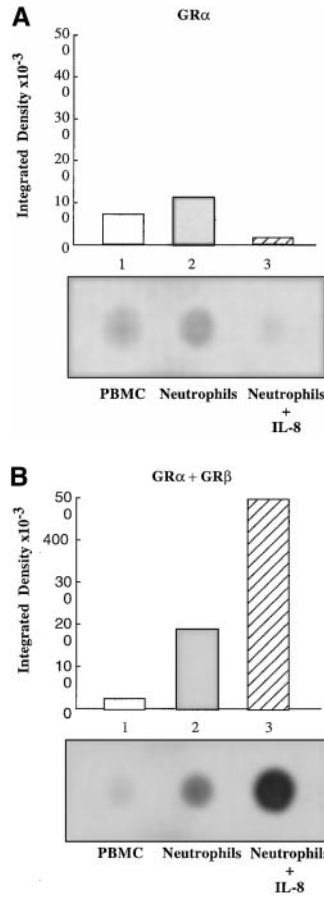 A
GRα
Integrated Density x10-3
50
0
40
0
30
0
20
0
10
0
0
1 2 3
PBMC Neutrophils Neutrophils
+
IL-8
B
GRα + GRβ
Integrated Density x10-3
50
0
400
30
0
20
0
10
0
0
1 2 3
PBMC Neutrophils Neutrophils
+
IL-8